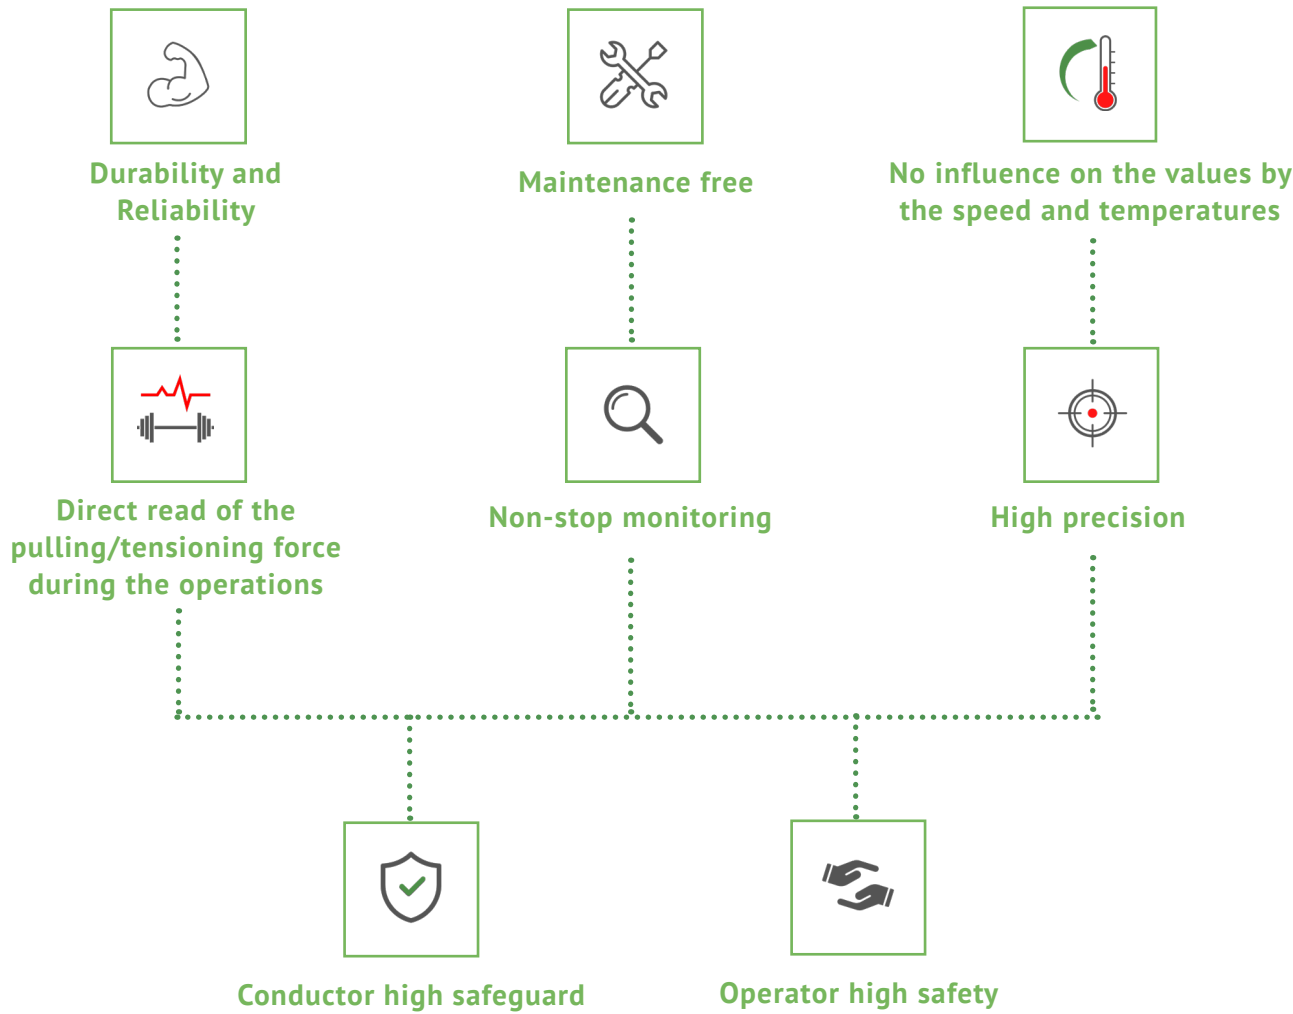 Durability and
Reliability
Maintenance free
No influence on the values by
the speed and temperatures
Direct read of the
pulling/tensioning force
during the operations
Non-stop monitoring
High precision
Conductor high safeguard
Operator high safety